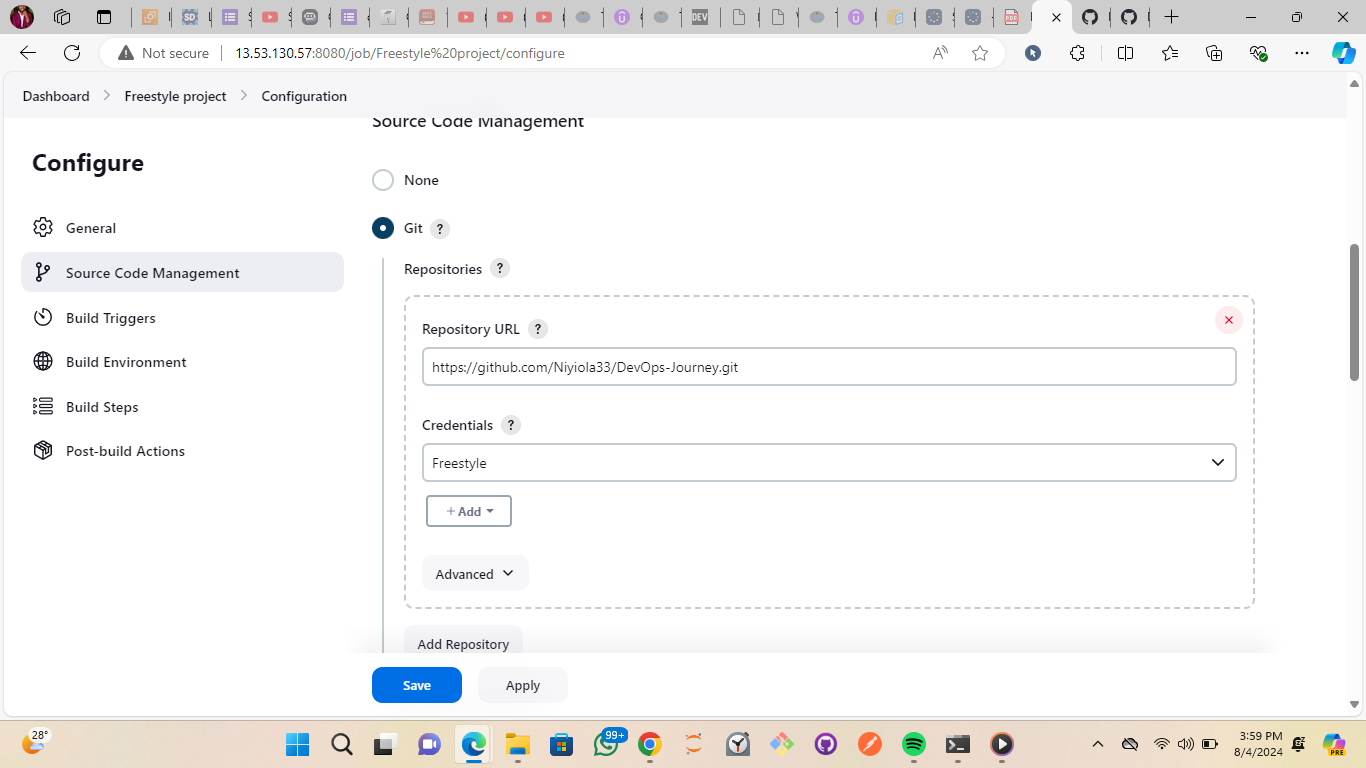 Not secure
13.53.130.57:8080/job/Freestyle%20project/configure
Dashboard
Freestyle project
Configuration
Source Code Management
Configure
None
General
Git ?
Source Code Management
Repositories ?
Build Triggers
Repository URL ?
Build Environment
https://github.com/Niyiola33/DevOps-Journey.git
Build Steps
Credentials ?
Post-build Actions
Freestyle
+ Add
Advanced
Add Repository
Save
Apply
28°
99+
3:59 PM
8/4/2024
PRE